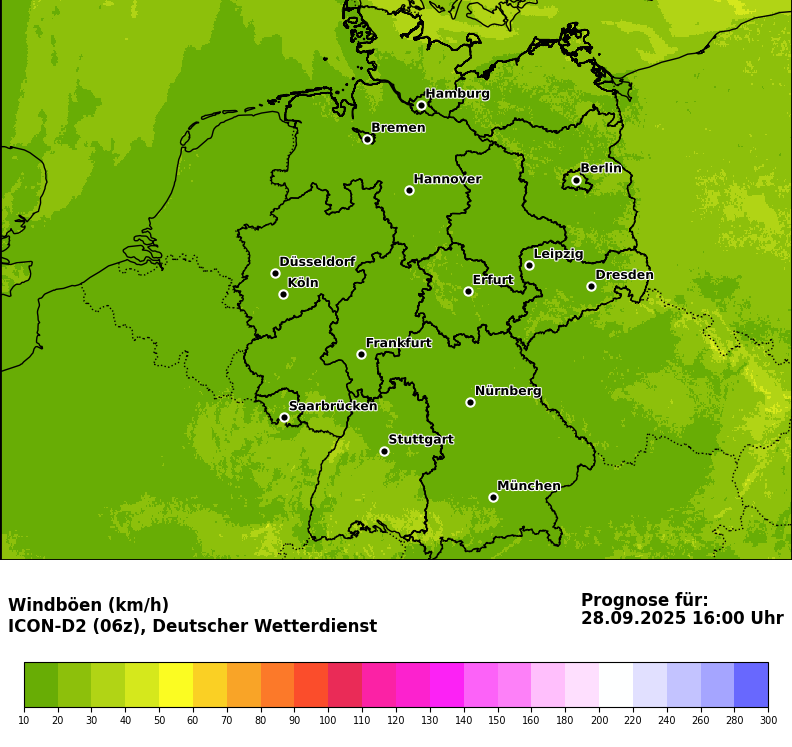 Hamburg
Bremen
Berlin
Hannover
Leipzig
Düsseldorf
Dresden
Köln
Erfurt
Frankfurt
Nürnberg
Saarbrücken
Stuttgart
München
Windböen (km/h)
ICON-D2 (06z), Deutscher Wetterdienst
Prognose für:
28.09.2025 16:00 Uhr
10 20 30 40 50 60 70 80 90 100 110 120 130 140 150 160 180 200 220 240 260 280 300